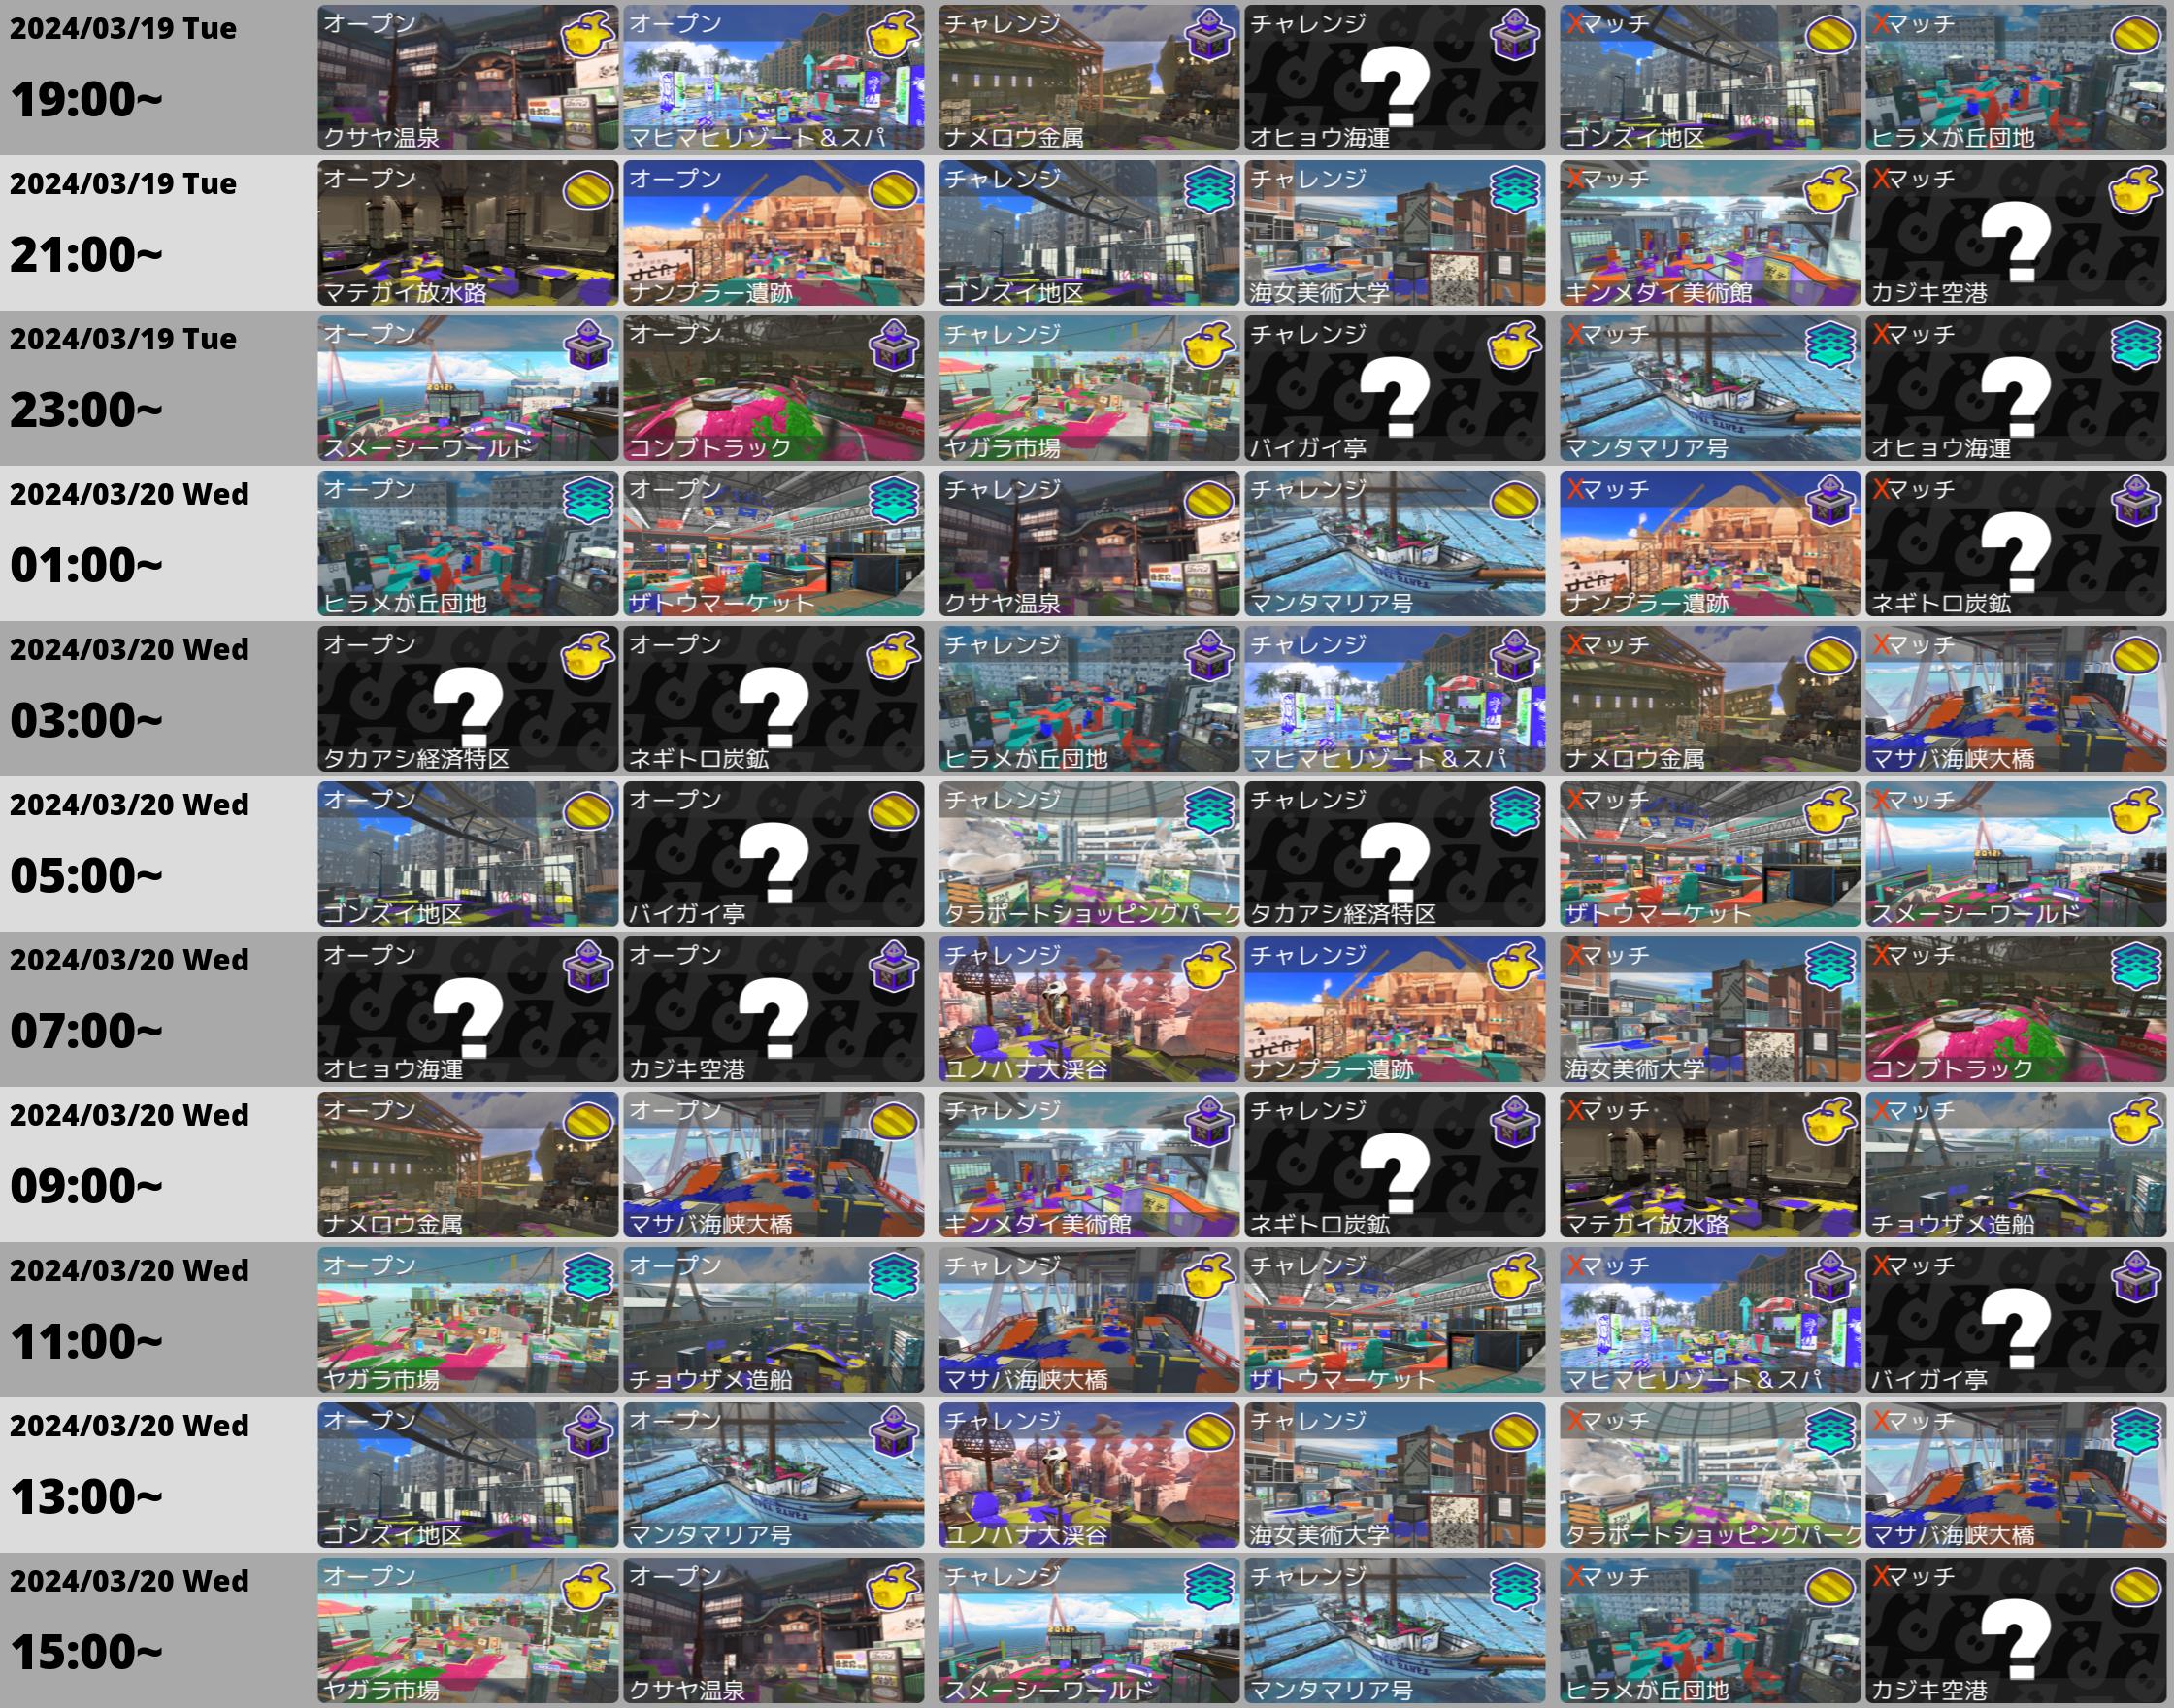 2024/03/19 Tue
19:00~
オープン オープン チャレンジ チャレンジ Xマッチ Xマッチ
クサヤ温泉 マヒマヒリゾート＆スパ ナメロウ金属 オヒョウ海運 ゴンズイ地区 ヒラメが丘団地
2024/03/19 Tue
21:00~
オープン オープン チャレンジ チャレンジ Xマッチ Xマッチ
マテガイ放水路 ナンプラー遺跡 ゴンズイ地区 海女美術大学 キンメダイ美術館 カジキ空港
2024/03/19 Tue
23:00~
オープン オープン チャレンジ チャレンジ Xマッチ Xマッチ
スメーシーワールド コンブトラック ヤガラ市場 バイガイ亭 マンタマリア号 オヒョウ海運
2024/03/20 Wed
01:00~
オープン オープン チャレンジ チャレンジ Xマッチ Xマッチ
ヒラメが丘団地 ザトウマーケット クサヤ温泉 マンタマリア号 ナンプラー遺跡 ネギトロ炭鉱
2024/03/20 Wed
03:00~
オープン オープン チャレンジ チャレンジ Xマッチ Xマッチ
タカアシ経済特区 ネギトロ炭鉱 ヒラメが丘団地 マヒマヒリゾート＆スパ ナメロウ金属 マサバ海峡大橋
2024/03/20 Wed
05:00~
オープン オープン チャレンジ チャレンジ Xマッチ Xマッチ
ゴンズイ地区 バイガイ亭 タラポートショッピングパーク タカアシ経済特区 ザトウマーケット スメーシーワールド
2024/03/20 Wed
07:00~
オープン オープン チャレンジ チャレンジ Xマッチ Xマッチ
オヒョウ海運 カジキ空港 ユノハナ大渓谷 ナンプラー遺跡 海女美術大学 コンブトラック
2024/03/20 Wed
09:00~
オープン オープン チャレンジ チャレンジ Xマッチ Xマッチ
ナメロウ金属 マサバ海峡大橋 キンメダイ美術館 ネギトロ炭鉱 マテガイ放水路 チョウザメ造船
2024/03/20 Wed
11:00~
オープン オープン チャレンジ チャレンジ Xマッチ Xマッチ
ヤガラ市場 チョウザメ造船 マサバ海峡大橋 ザトウマーケット マヒマヒリゾート＆スパ バイガイ亭
2024/03/20 Wed
13:00~
オープン オープン チャレンジ チャレンジ Xマッチ Xマッチ
ゴンズイ地区 マンタマリア号 ユノハナ大渓谷 海女美術大学 タラポートショッピングパーク マサバ海峡大橋
2024/03/20 Wed
15:00~
オープン オープン チャレンジ チャレンジ Xマッチ Xマッチ
ヤガラ市場 クサヤ温泉 スメーシーワールド マンタマリア号 ヒラメが丘団地 カジキ空港